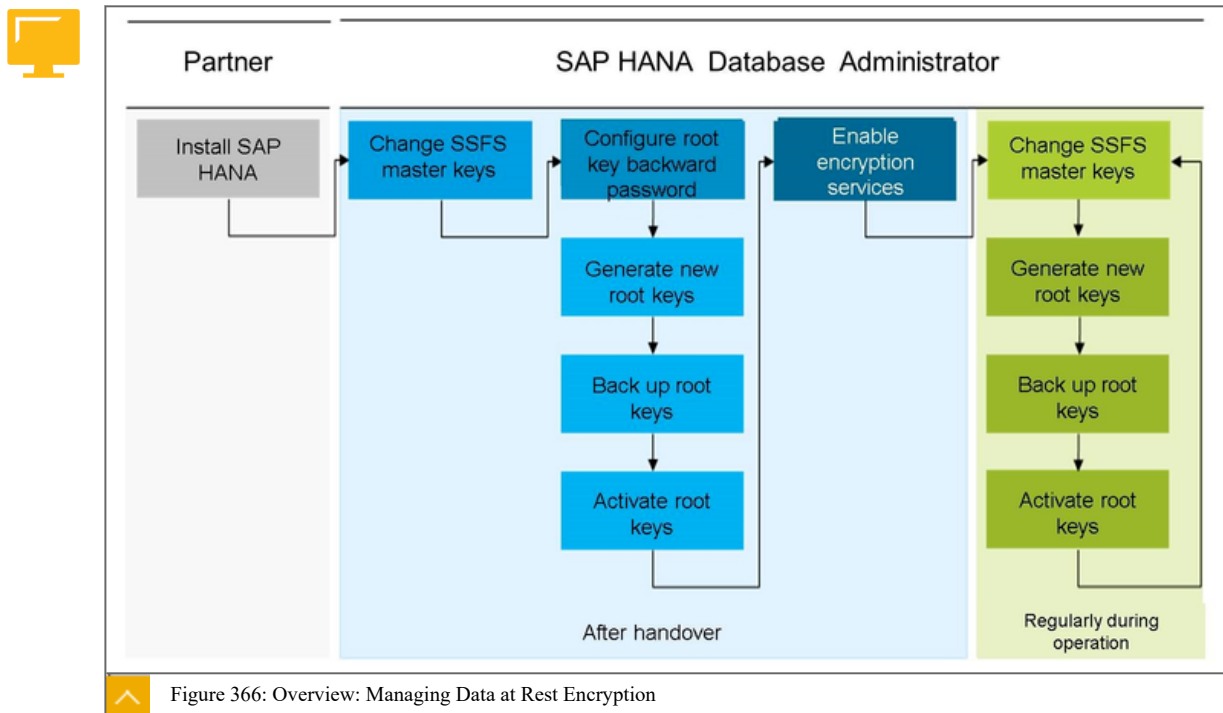 Partner
SAP HANA Database Administrator
Install SAP
HANA
Change SSFS
master keys
Configure root
key backward
password
Generate new
root keys
Back up root
keys
Activate root
keys
Enable
encryption
services
Change SSFS
master keys
Generate new
root keys
Back up root
keys
Activate root
keys
After handover
Regularly during
operation
Figure 366: Overview: Managing Data at Rest Encryption